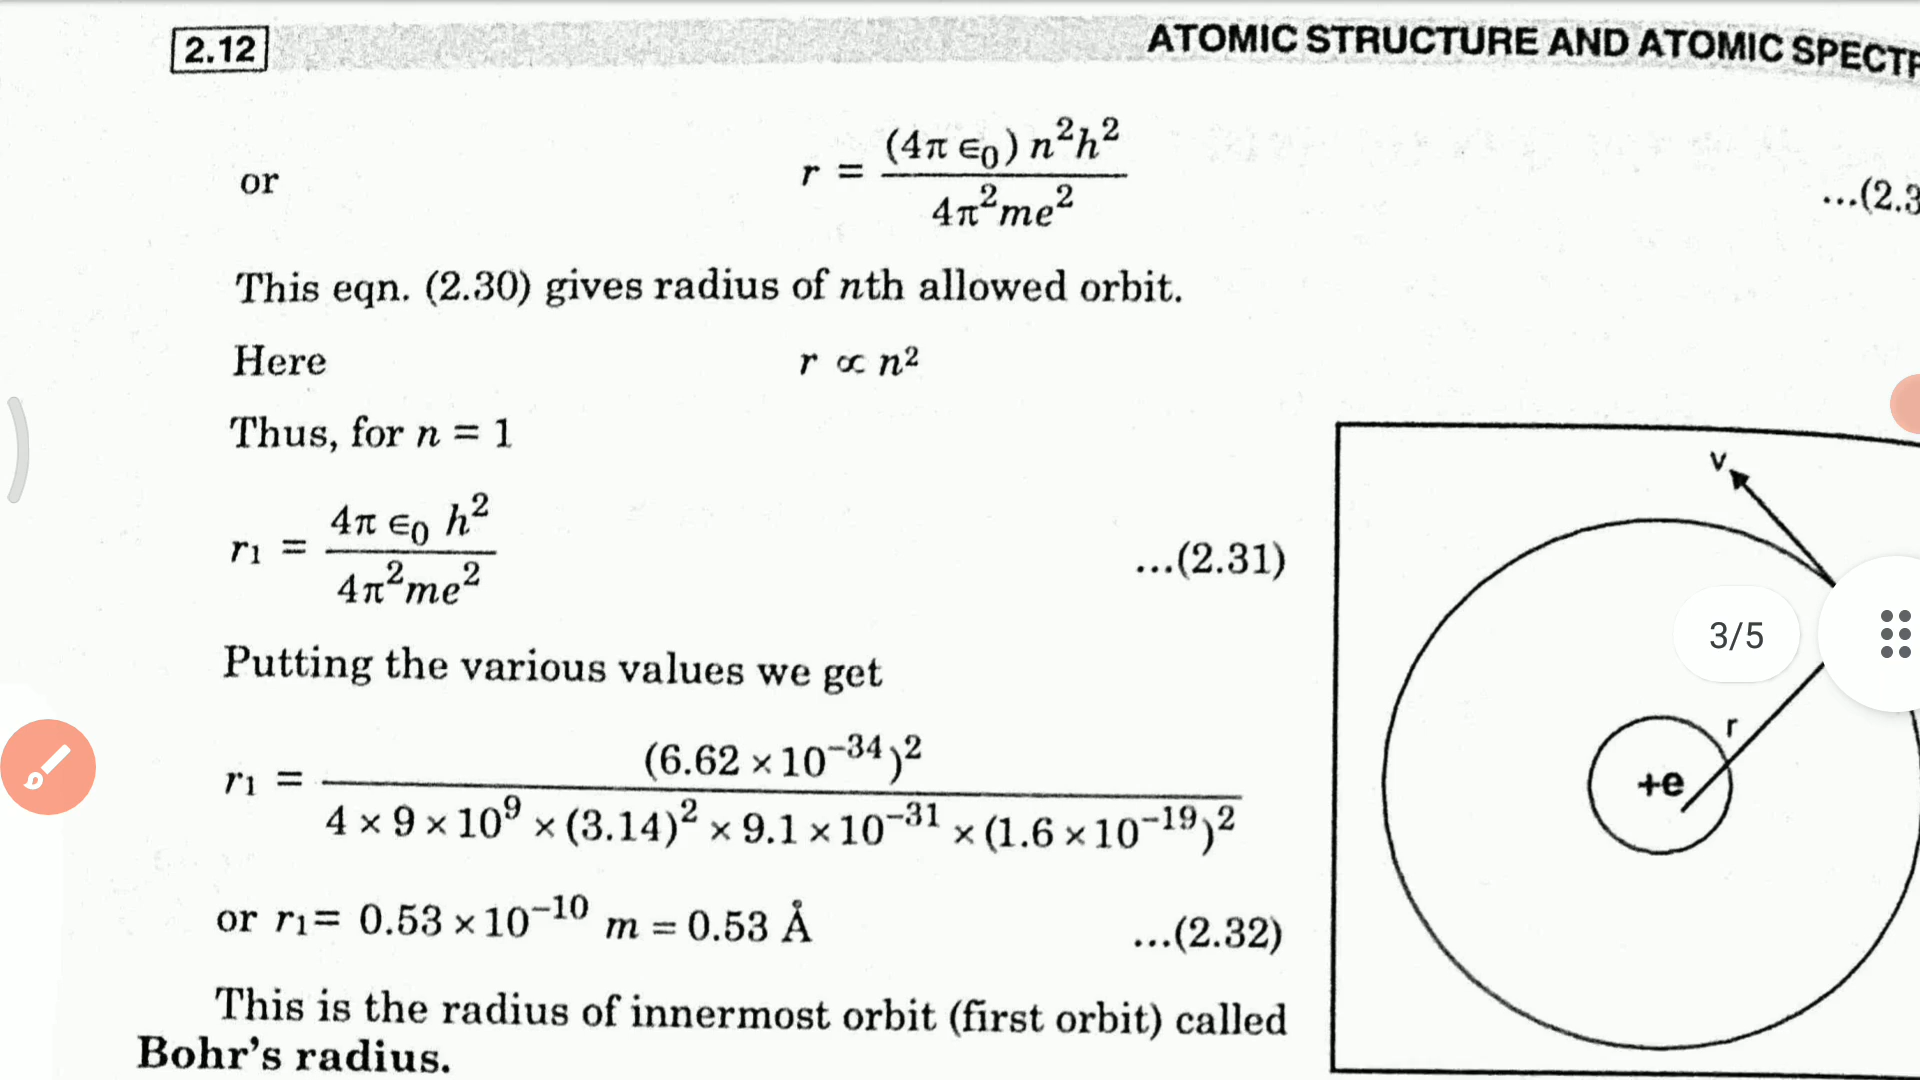 2.12
ATOMIC STRUCTURE AND ATOMIC SPECTR
or r = (4π ∈₀) n²h² / 4π²me² ...(2.3
This eqn. (2.30) gives radius of nth allowed orbit.
Here r ∝ n²
Thus, for n = 1
r₁ = 4π ∈₀ h² / 4π²me² ...(2.31)
Putting the various values we get
r₁ = (6.62 × 10⁻³⁴)² / 4 × 9 × 10⁹ × (3.14)² × 9.1 × 10⁻³¹ × (1.6 × 10⁻¹⁹)²
or r₁= 0.53 × 10⁻¹⁰ m = 0.53 Å ...(2.32)
This is the radius of innermost orbit (first orbit) called
Bohr's radius.
v
3/5
r
+e